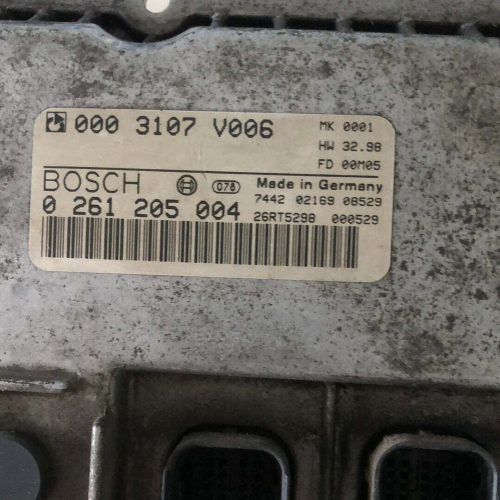 000 3107 V006
MK 0001
HW 32.98
FD 00M05
BOSCH 078 Made in Germany
0 261 205 004
7442 02169 08529
26RT5298 000529